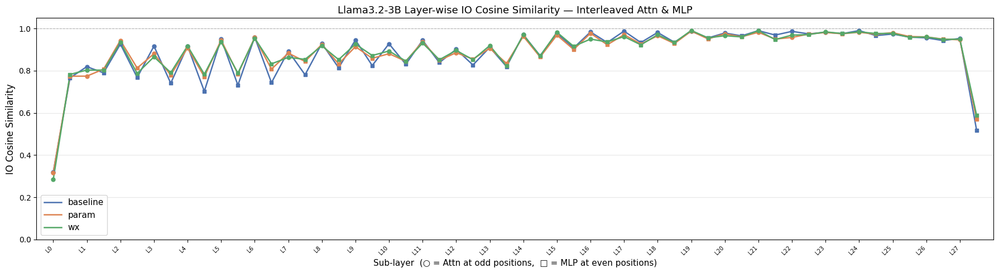 Llama3.2-3B Layer-wise IO Cosine Similarity — Interleaved Attn & MLP
IO Cosine Similarity
1.0
0.8
0.6
0.4
0.2
0.0
baseline
param
wx
L0 L1 L2 L3 L4 L5 L6 L7 L8 L9 L10 L11 L12 L13 L14 L15 L16 L17 L18 L19 L20 L21 L22 L23 L24 L25 L26 L27
Sub-layer (○ = Attn at odd positions, □ = MLP at even positions)